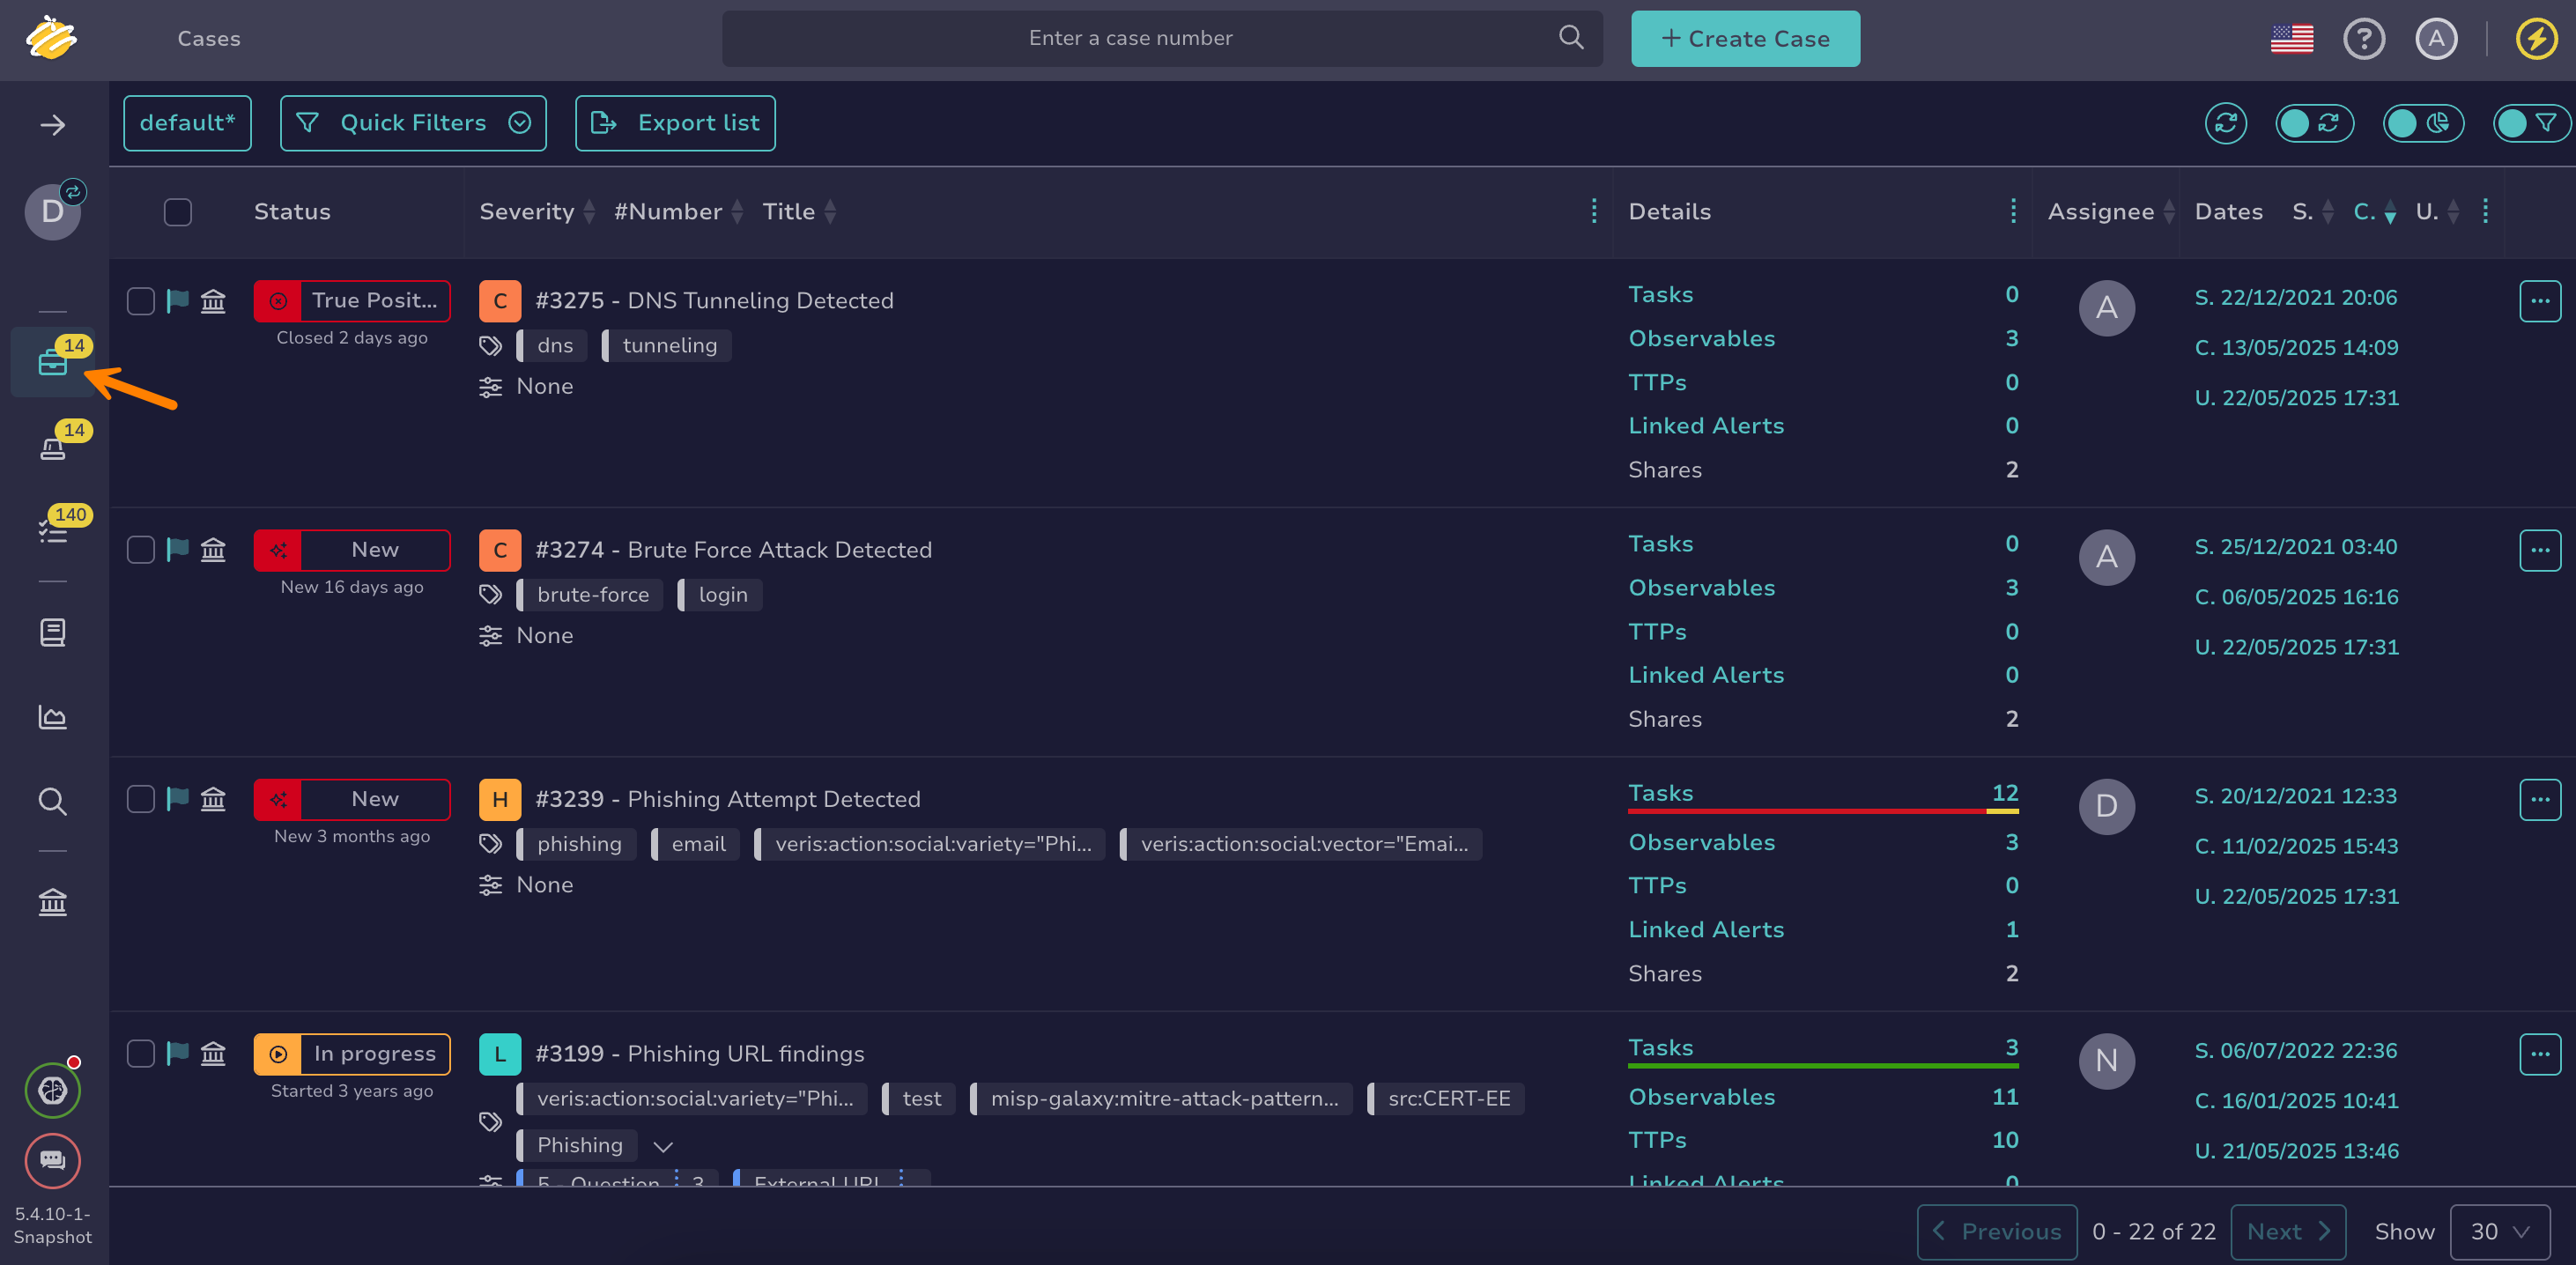 Cases
Enter a case number
+ Create Case
A
default*
Quick Filters
Export list
D
Status
Severity
#Number
Title
Details
Assignee
Dates
S.
C.
U.
14
14
140
True Posit...
Closed 2 days ago
C
#3275 - DNS Tunneling Detected
dns
tunneling
None
Tasks 0
Observables 3
TTPs 0
Linked Alerts 0
Shares 2
A
S. 22/12/2021 20:06
C. 13/05/2025 14:09
U. 22/05/2025 17:31
New
New 16 days ago
C
#3274 - Brute Force Attack Detected
brute-force
login
None
Tasks 0
Observables 3
TTPs 0
Linked Alerts 0
Shares 2
A
S. 25/12/2021 03:40
C. 06/05/2025 16:16
U. 22/05/2025 17:31
New
New 3 months ago
H
#3239 - Phishing Attempt Detected
phishing
email
veris:action:social:variety="Phi...
veris:action:social:vector="Emai...
None
Tasks 12
Observables 3
TTPs 0
Linked Alerts 1
Shares 2
D
S. 20/12/2021 12:33
C. 11/02/2025 15:43
U. 22/05/2025 17:31
In progress
Started 3 years ago
L
#3199 - Phishing URL findings
veris:action:social:variety="Phi...
test
misp-galaxy:mitre-attack-pattern...
src:CERT-EE
Phishing
5 - Question 3
External URL
Tasks 3
Observables 11
TTPs 10
Linked Alerts 0
N
S. 06/07/2022 22:36
C. 16/01/2025 10:41
U. 21/05/2025 13:46
5.4.10-1-
Snapshot
Previous
0 - 22 of 22
Next
Show
30